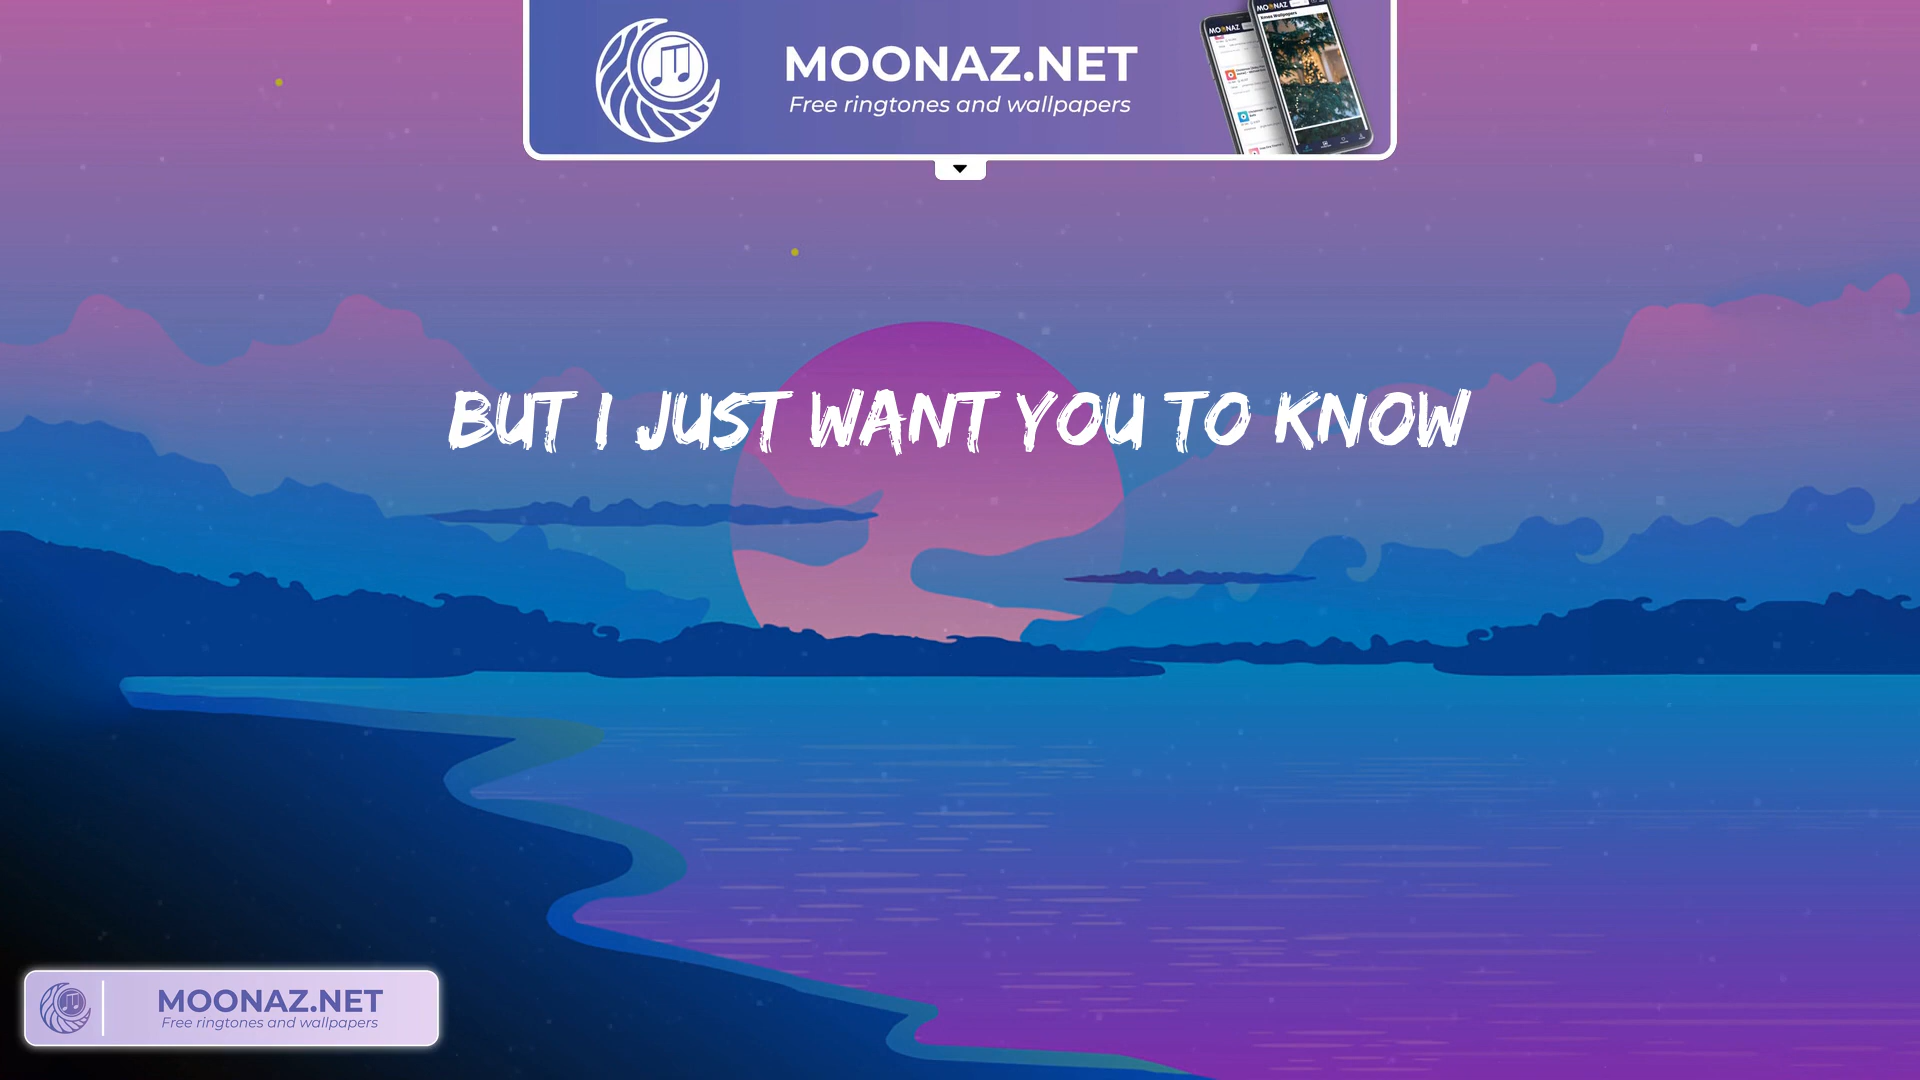 MOONAZ.NET
Free ringtones and wallpapers
BUT I JUST WANT YOU TO KNOW
MOONAZ.NET
Free ringtones and wallpapers